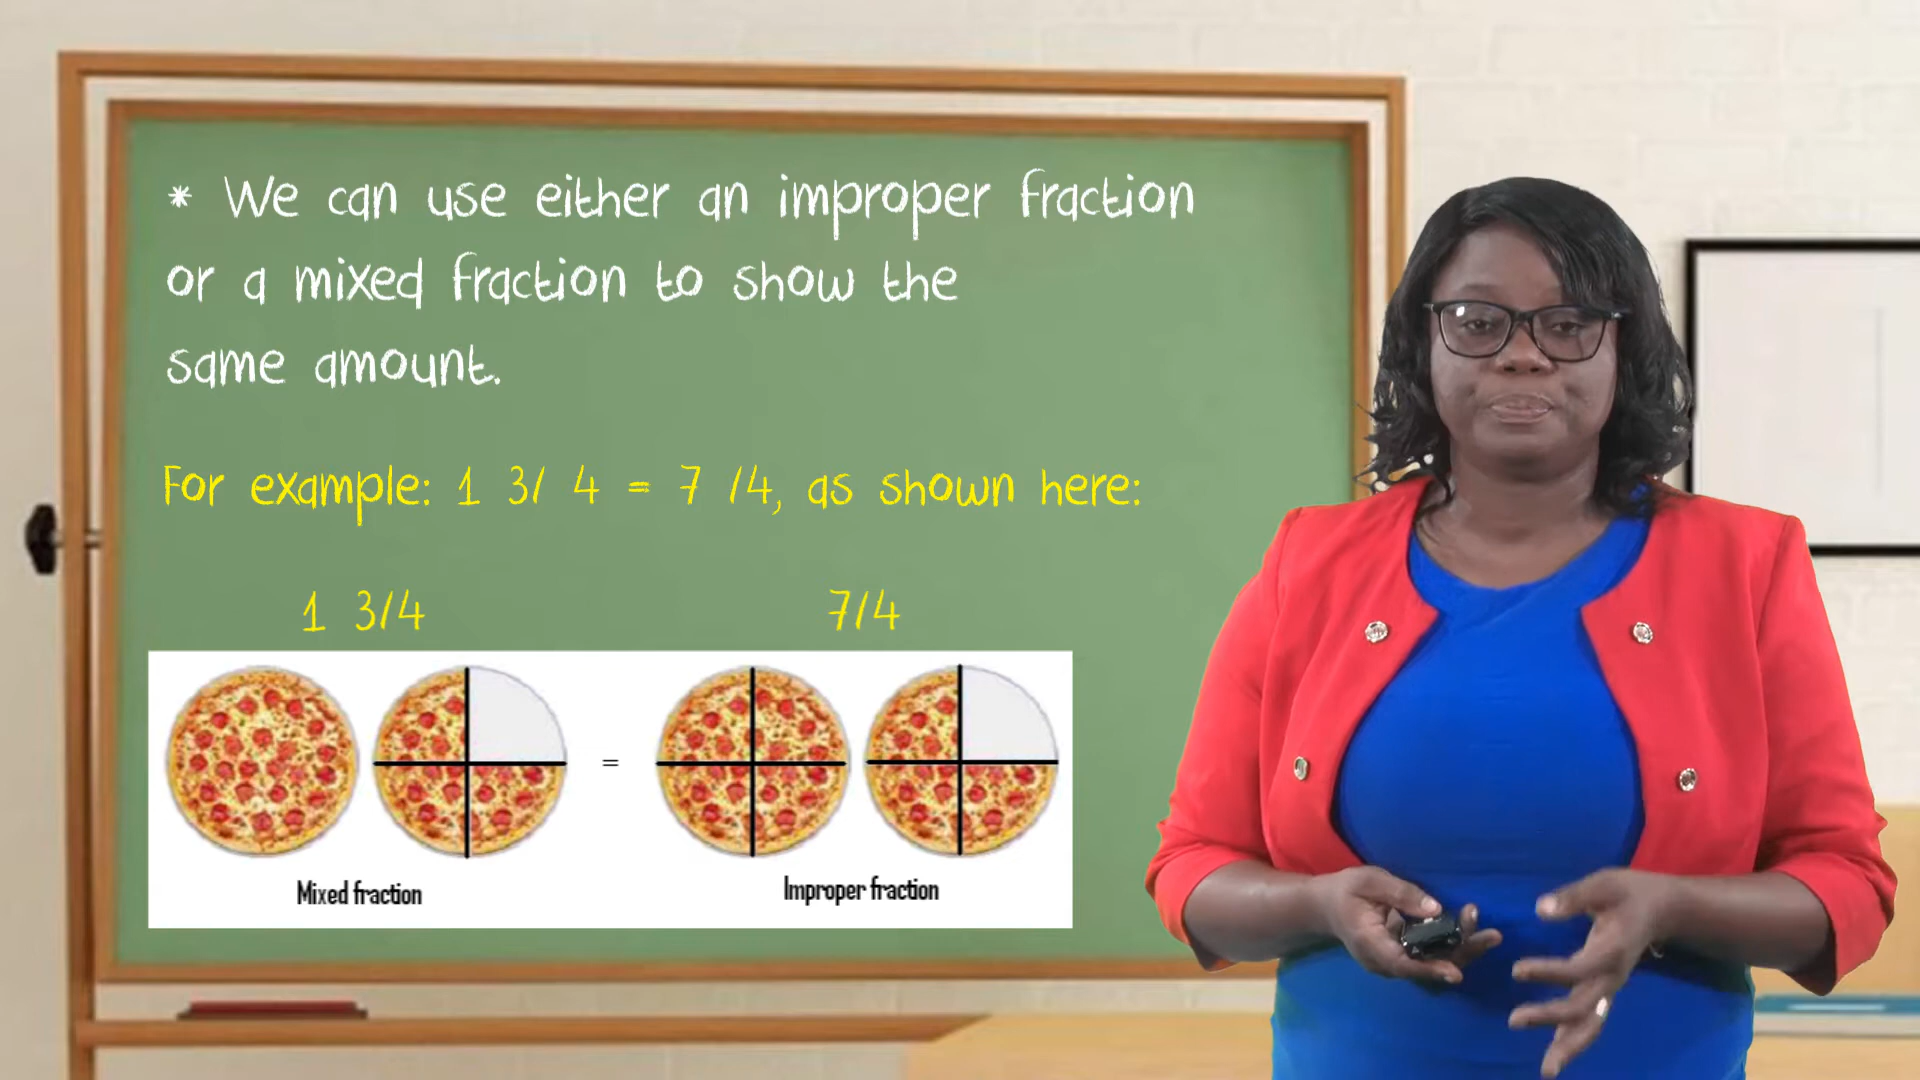 * We can use either an improper fraction
or a mixed fraction to show the
same amount.
For example: 1 3/ 4 = 7 /4, as shown here:
1 3/4
7/4
=
Mixed fraction
Improper fraction